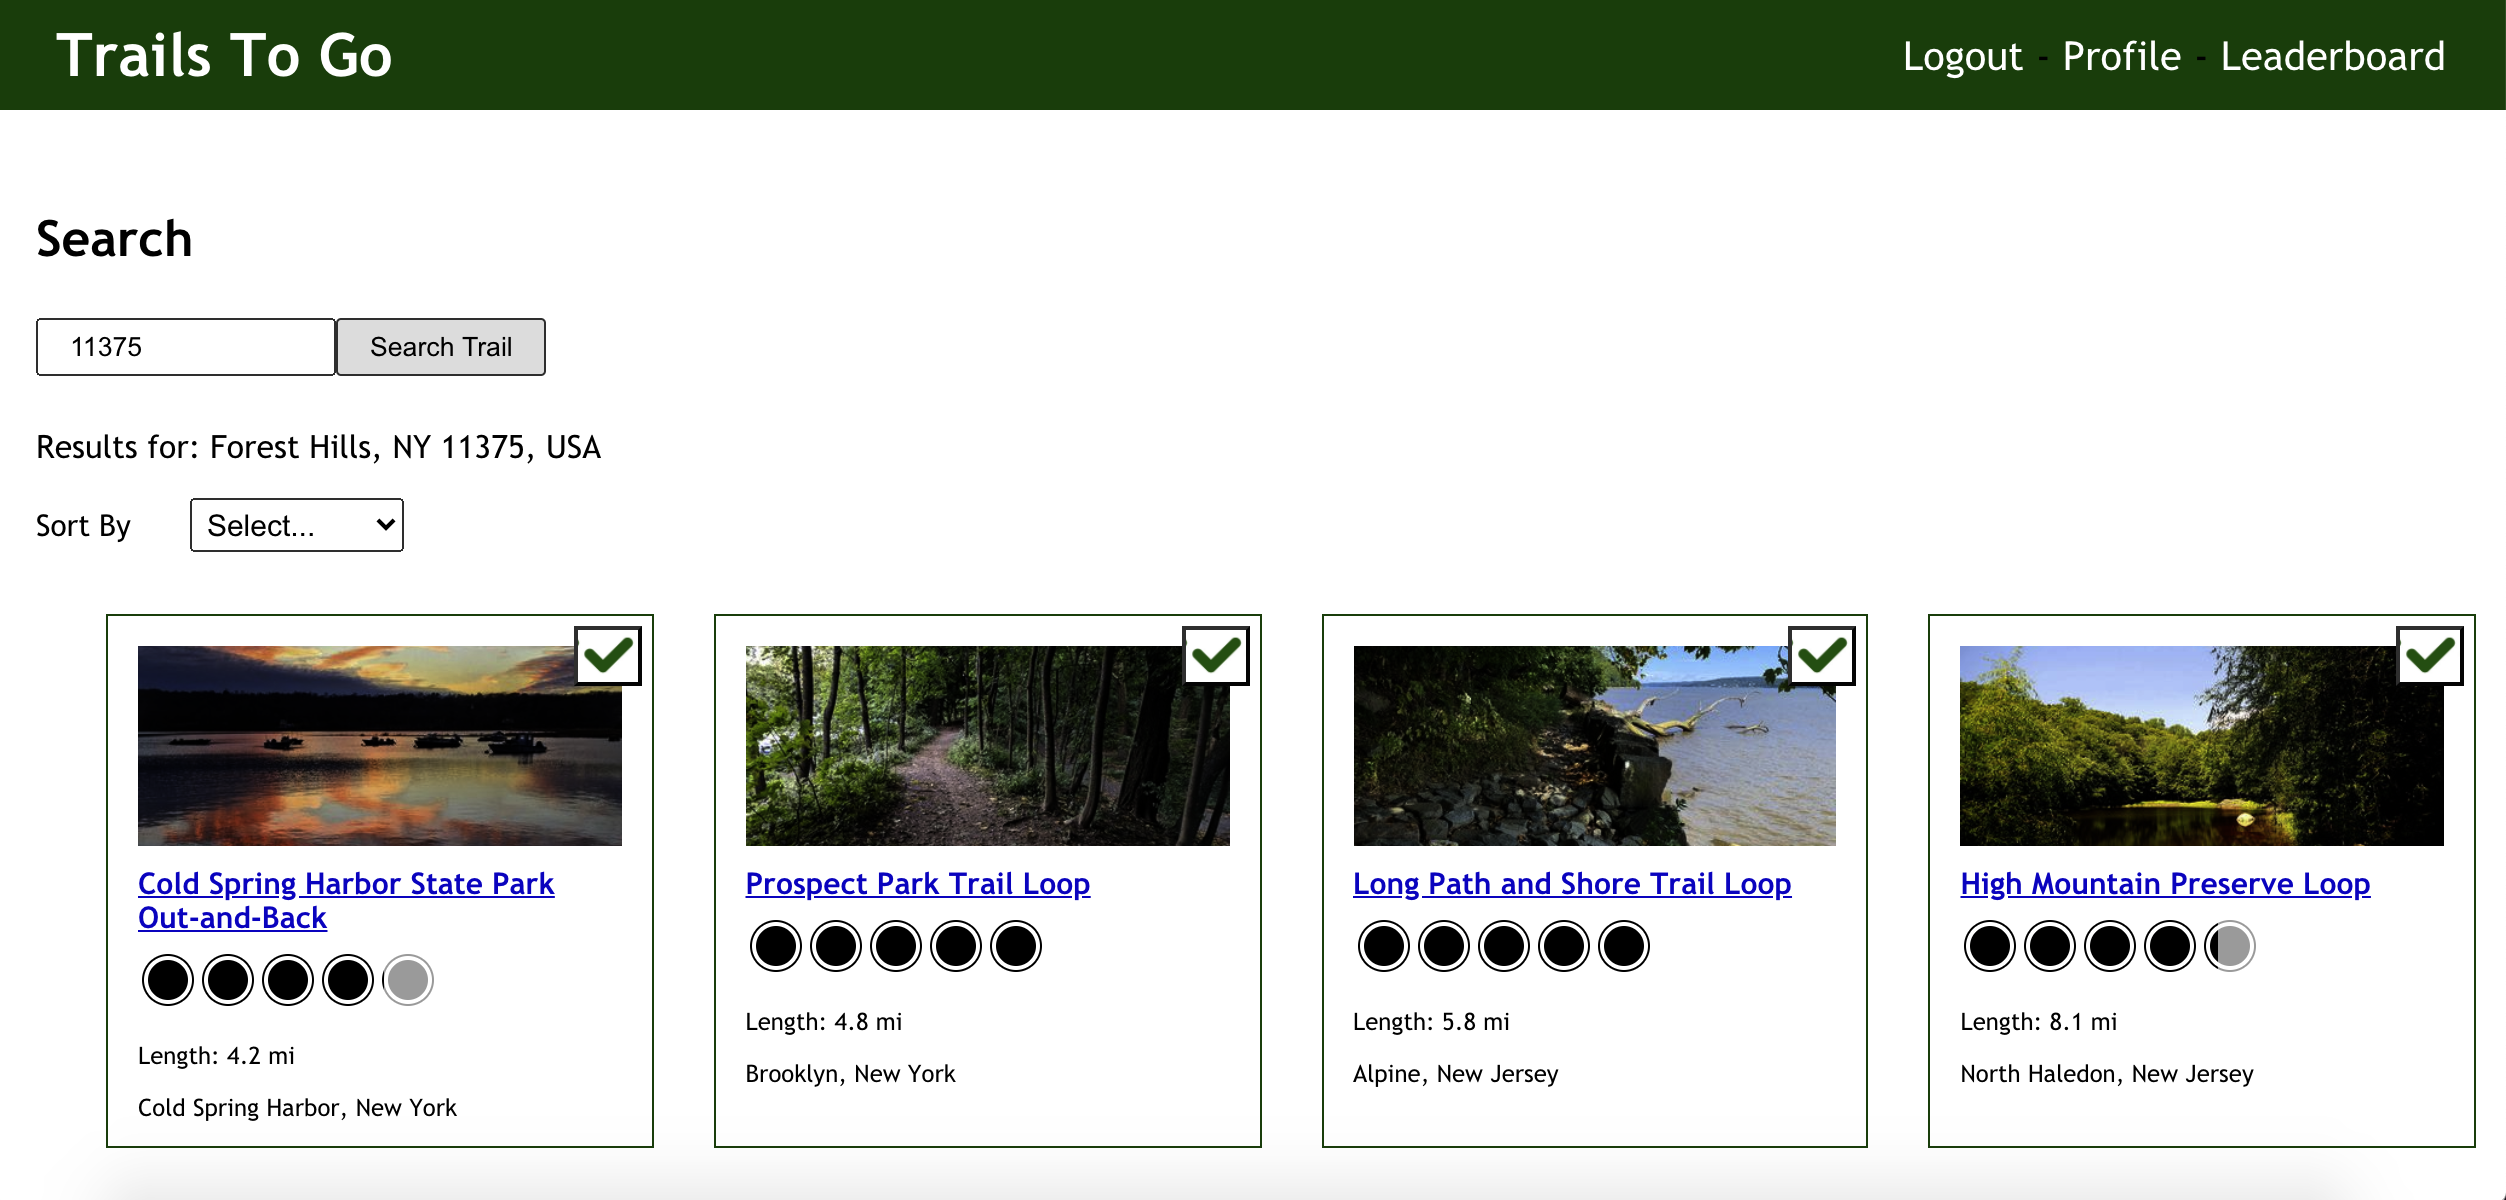 Trails To Go
Logout - Profile - Leaderboard
Search
11375
Search Trail
Results for: Forest Hills, NY 11375, USA
Sort By
Select...
Cold Spring Harbor State Park
Out-and-Back
Length: 4.2 mi
Cold Spring Harbor, New York
Prospect Park Trail Loop
Length: 4.8 mi
Brooklyn, New York
Long Path and Shore Trail Loop
Length: 5.8 mi
Alpine, New Jersey
High Mountain Preserve Loop
Length: 8.1 mi
North Haledon, New Jersey